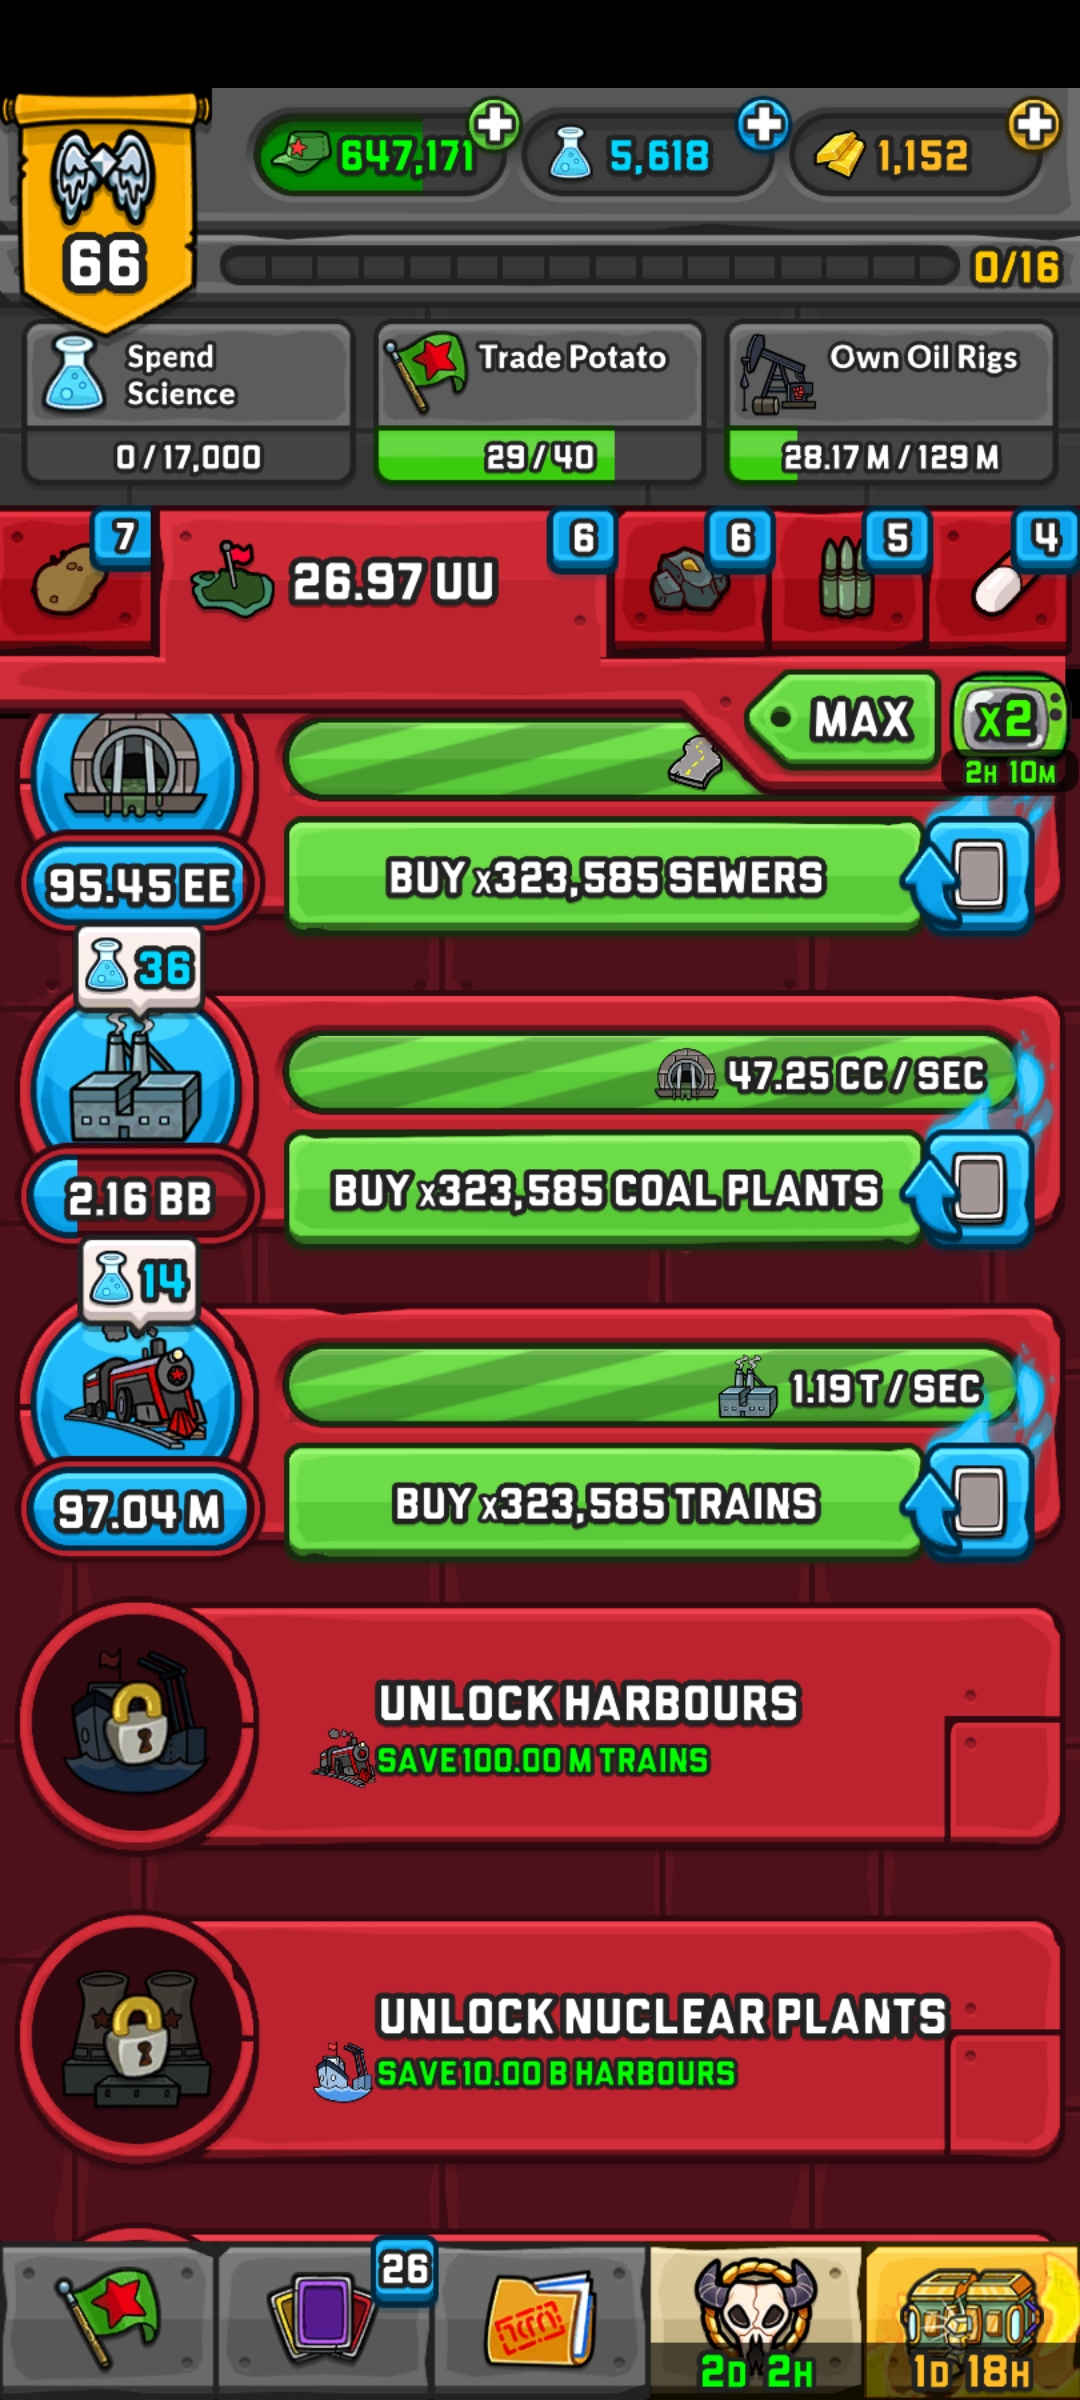 647,171
5,618
1,152
66
0/16
Spend
Science
0 / 17,000
Trade Potato
29 / 40
Own Oil Rigs
28.17 M / 129 M
7
26.97 UU
6
6
5
4
MAX
x2
2H 10M
95.45 EE
BUY x323,585 SEWERS
36
47.25 CC / SEC
2.16 BB
BUY x323,585 COAL PLANTS
14
1.19 T / SEC
97.04 M
BUY x323,585 TRAINS
UNLOCK HARBOURS
SAVE 100.00 M TRAINS
UNLOCK NUCLEAR PLANTS
SAVE 10.00 B HARBOURS
26
2D 2H
1D 18H